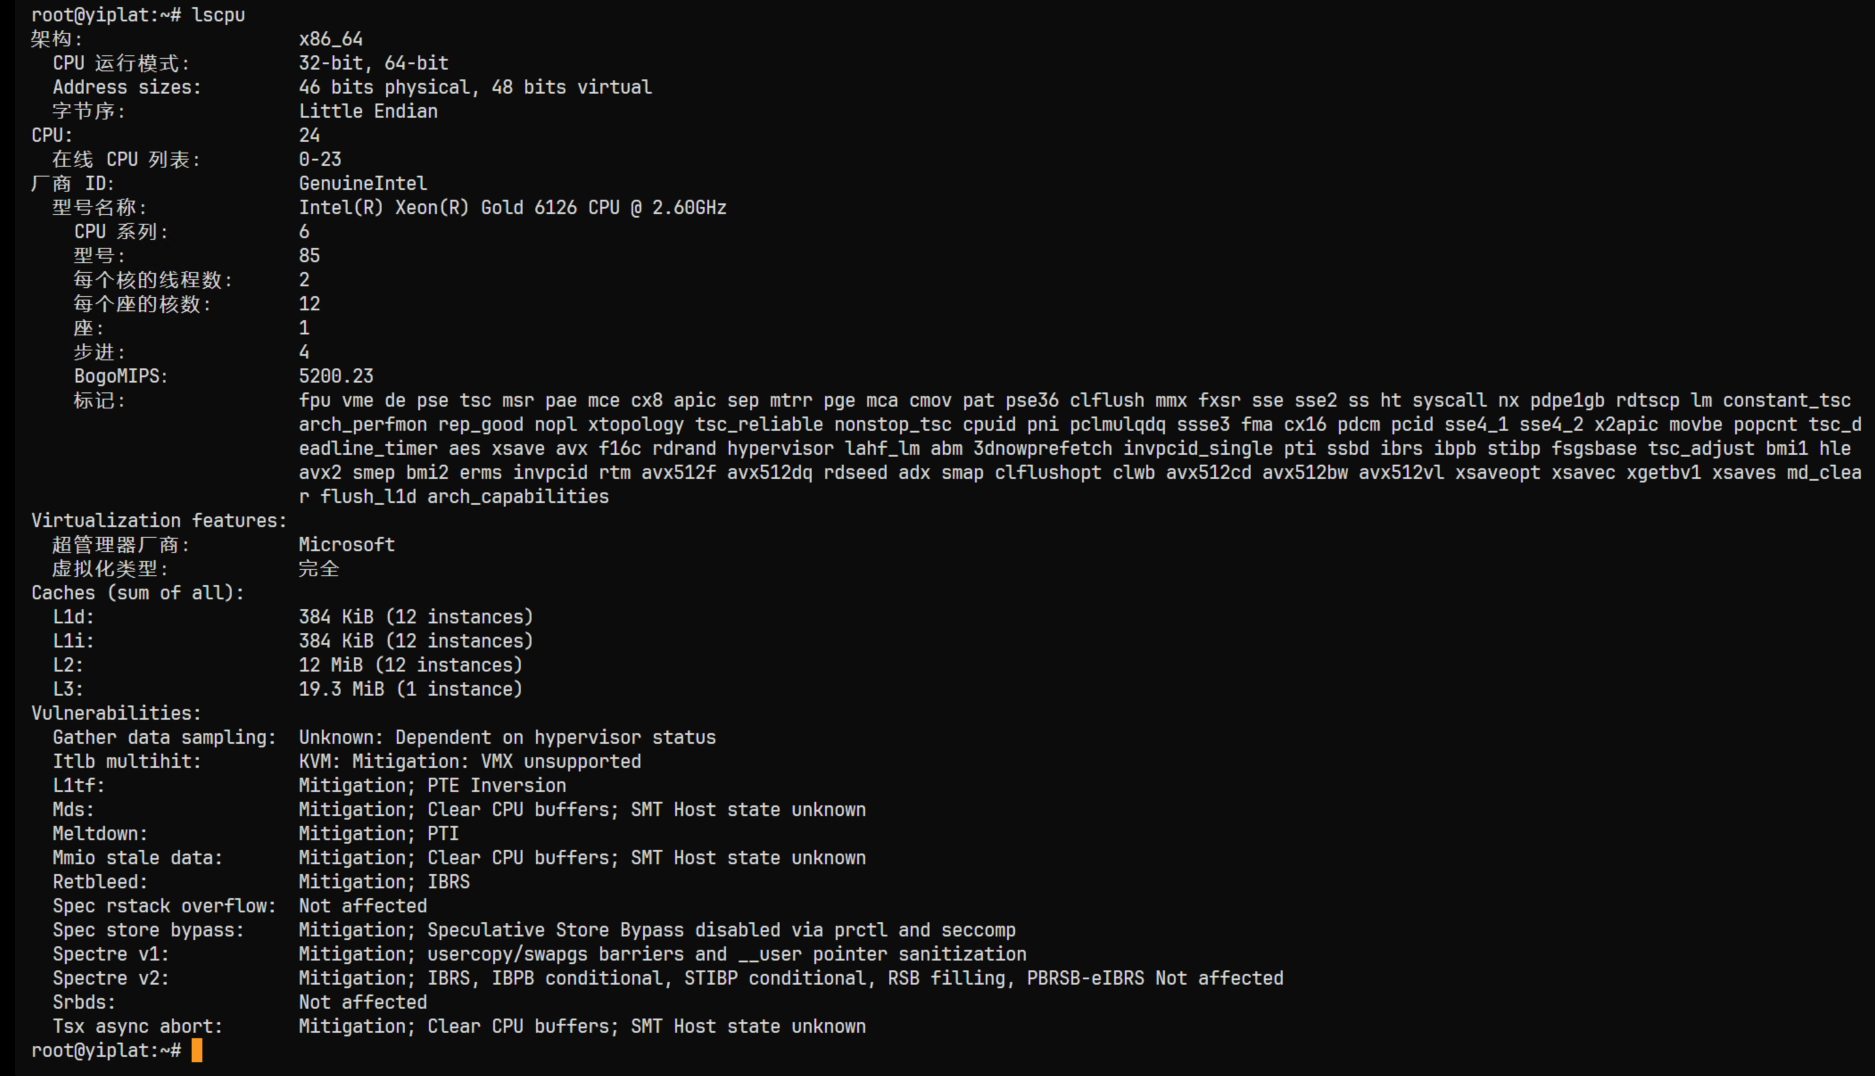 root@yiplat:~# lscpu
架构:                    x86_64
  CPU 运行模式:          32-bit, 64-bit
  Address sizes:         46 bits physical, 48 bits virtual
  字节序:                Little Endian
CPU:                     24
  在线 CPU 列表:         0-23
厂商 ID:                 GenuineIntel
  型号名称:              Intel(R) Xeon(R) Gold 6126 CPU @ 2.60GHz
    CPU 系列:            6
    型号:                85
    每个核的线程数:      2
    每个座的核数:        12
    座:                  1
    步进:                4
    BogoMIPS:            5200.23
    标记:                fpu vme de pse tsc msr pae mce cx8 apic sep mtrr pge mca cmov pat pse36 clflush mmx fxsr sse sse2 ss ht syscall nx pdpe1gb rdtscp lm constant_tsc
                         arch_perfmon rep_good nopl xtopology tsc_reliable nonstop_tsc cpuid pni pclmulqdq ssse3 fma cx16 pdcm pcid sse4_1 sse4_2 x2apic movbe popcnt tsc_d
                         eadline_timer aes xsave avx f16c rdrand hypervisor lahf_lm abm 3dnowprefetch invpcid_single pti ssbd ibrs ibpb stibp fsgsbase tsc_adjust bmi1 hle
                         avx2 smep bmi2 erms invpcid rtm avx512f avx512dq rdseed adx smap clflushopt clwb avx512cd avx512bw avx512vl xsaveopt xsavec xgetbv1 xsaves md_clea
                         r flush_l1d arch_capabilities
Virtualization features:
  超管理器厂商:          Microsoft
  虚拟化类型:            完全
Caches (sum of all):
  L1d:                   384 KiB (12 instances)
  L1i:                   384 KiB (12 instances)
  L2:                    12 MiB (12 instances)
  L3:                    19.3 MiB (1 instance)
Vulnerabilities:
  Gather data sampling:  Unknown: Dependent on hypervisor status
  Itlb multihit:         KVM: Mitigation: VMX unsupported
  L1tf:                  Mitigation; PTE Inversion
  Mds:                   Mitigation; Clear CPU buffers; SMT Host state unknown
  Meltdown:              Mitigation; PTI
  Mmio stale data:       Mitigation; Clear CPU buffers; SMT Host state unknown
  Retbleed:              Mitigation; IBRS
  Spec rstack overflow:  Not affected
  Spec store bypass:     Mitigation; Speculative Store Bypass disabled via prctl and seccomp
  Spectre v1:            Mitigation; usercopy/swapgs barriers and __user pointer sanitization
  Spectre v2:            Mitigation; IBRS, IBPB conditional, STIBP conditional, RSB filling, PBRSB-eIBRS Not affected
  Srbds:                 Not affected
  Tsx async abort:       Mitigation; Clear CPU buffers; SMT Host state unknown
root@yiplat:~#